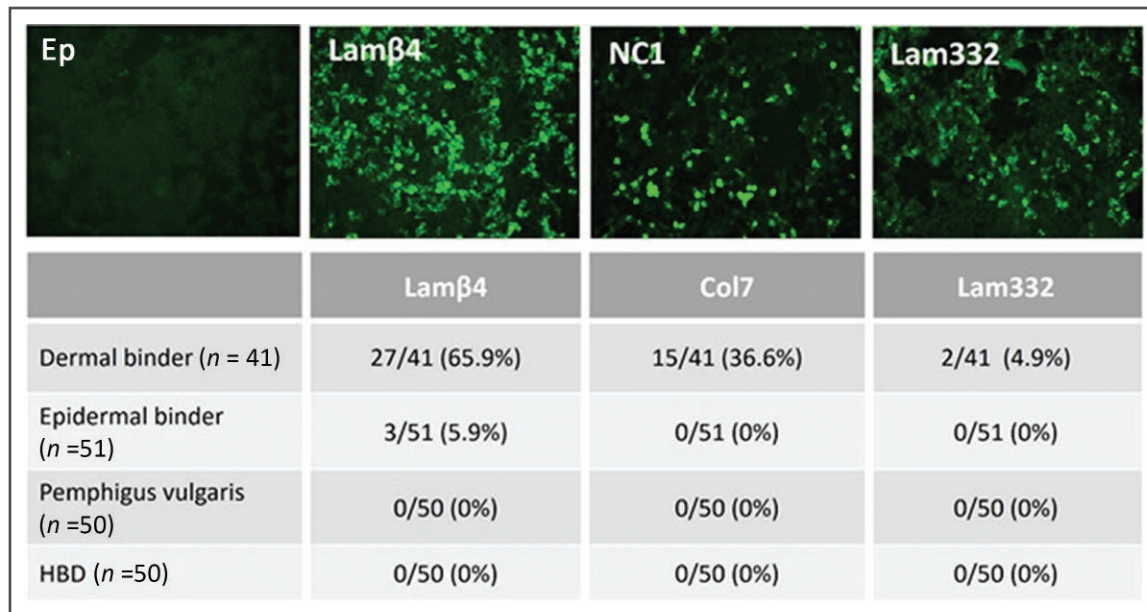 Ep Lamβ4 NC1 Lam332
Lamβ4 Col7 Lam332
Dermal binder (n = 41) 27/41 (65.9%) 15/41 (36.6%) 2/41 (4.9%)
Epidermal binder
(n =51) 3/51 (5.9%) 0/51 (0%) 0/51 (0%)
Pemphigus vulgaris
(n =50) 0/50 (0%) 0/50 (0%) 0/50 (0%)
HBD (n =50) 0/50 (0%) 0/50 (0%) 0/50 (0%)